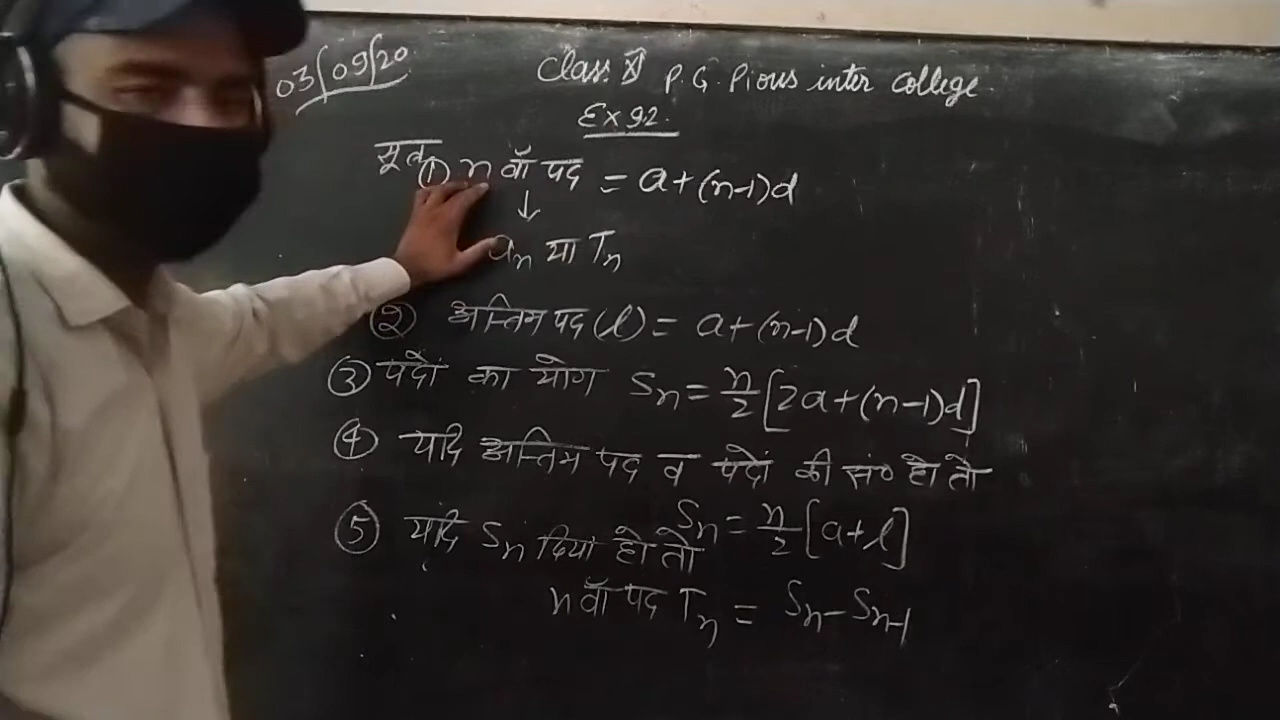 03/09/20
Class: XI P.G. Pious inter College
Ex 9.2
सूत्र ① n वाँ पद = a+(n-1)d
↓
aₙ या Tₙ
② अन्तिम पद (l) = a+(n-1)d
③ पदों का योग Sₙ = n/2 [2a+(n-1)d]
④ यदि अन्तिम पद व पदों की सं० हो तो
Sₙ = n/2 [a+l]
⑤ यदि Sₙ दिया हो तो
n वाँ पद Tₙ = Sₙ - Sₙ₋₁